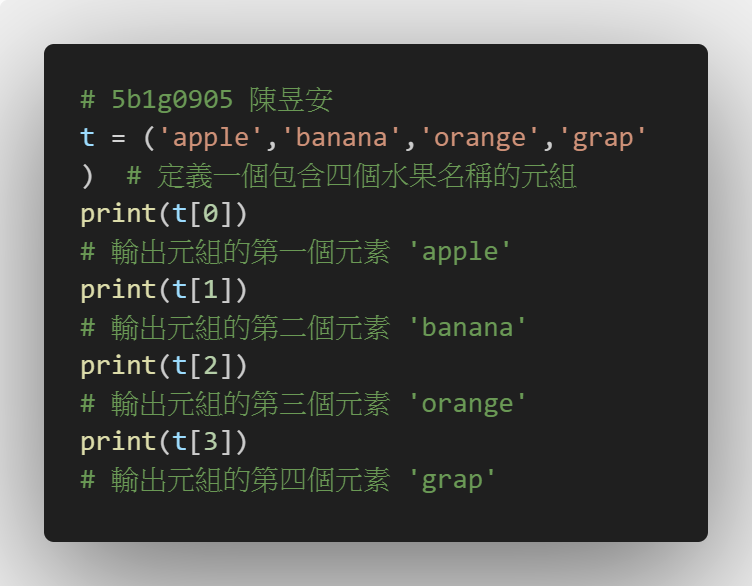 # 5b1g0905 陳昱安
t = ('apple','banana','orange','grap'
)  # 定義一個包含四個水果名稱的元組
print(t[0])
# 輸出元組的第一個元素 'apple'
print(t[1])
# 輸出元組的第二個元素 'banana'
print(t[2])
# 輸出元組的第三個元素 'orange'
print(t[3])
# 輸出元組的第四個元素 'grap'